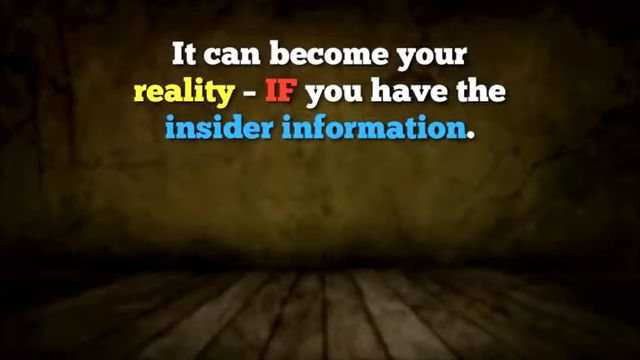 It can become your
reality – IF you have the
insider information.